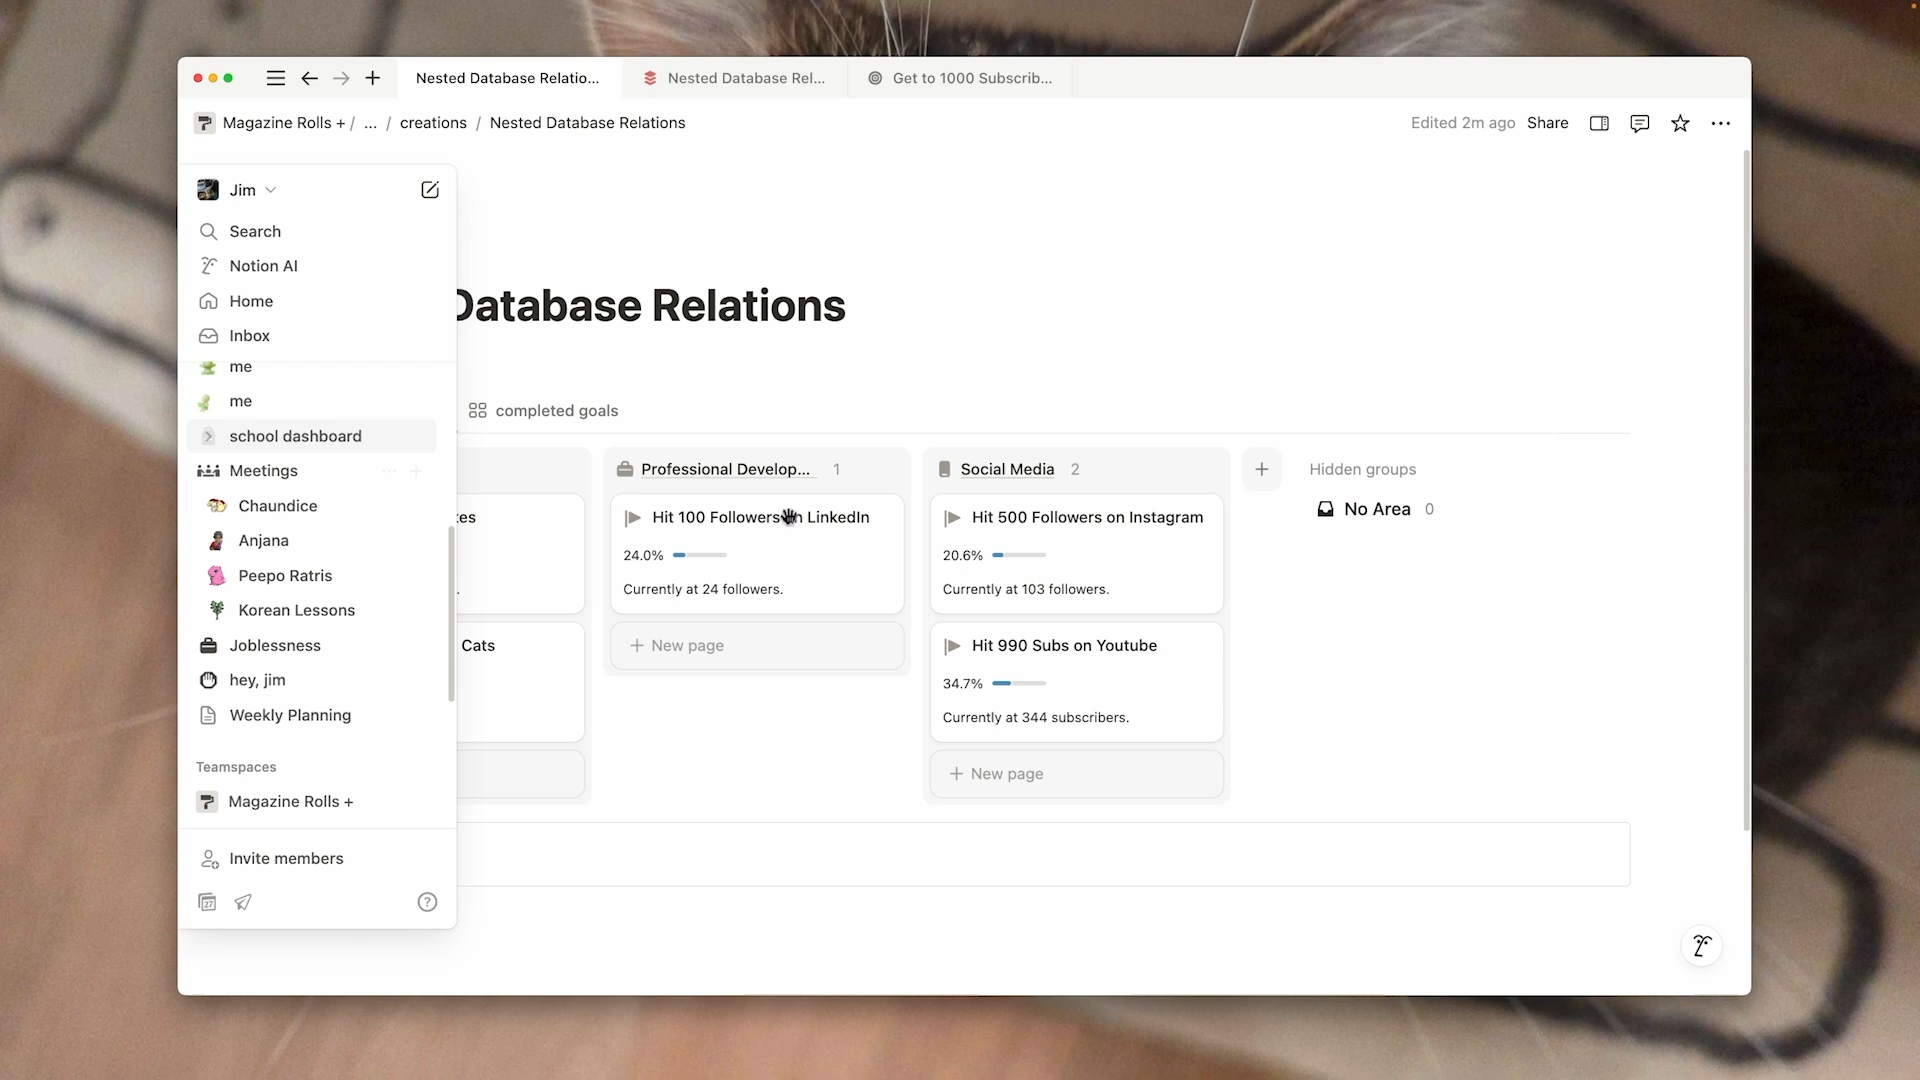 Nested Database Relatio...
Nested Database Rel...
Get to 1000 Subscrib...
Magazine Rolls + / ... / creations / Nested Database Relations
Edited 2m ago
Share
Jim
Search
Notion AI
Home
Inbox
me
me
school dashboard
Meetings
Chaundice
Anjana
Peepo Ratris
Korean Lessons
Joblessness
hey, jim
Weekly Planning
Teamspaces
Magazine Rolls +
Invite members
27
Database Relations
completed goals
Cats
Professional Develop... 1
Hit 100 Followers on LinkedIn
24.0%
Currently at 24 followers.
+ New page
Social Media 2
Hit 500 Followers on Instagram
20.6%
Currently at 103 followers.
Hit 990 Subs on Youtube
34.7%
Currently at 344 subscribers.
+ New page
Hidden groups
No Area 0